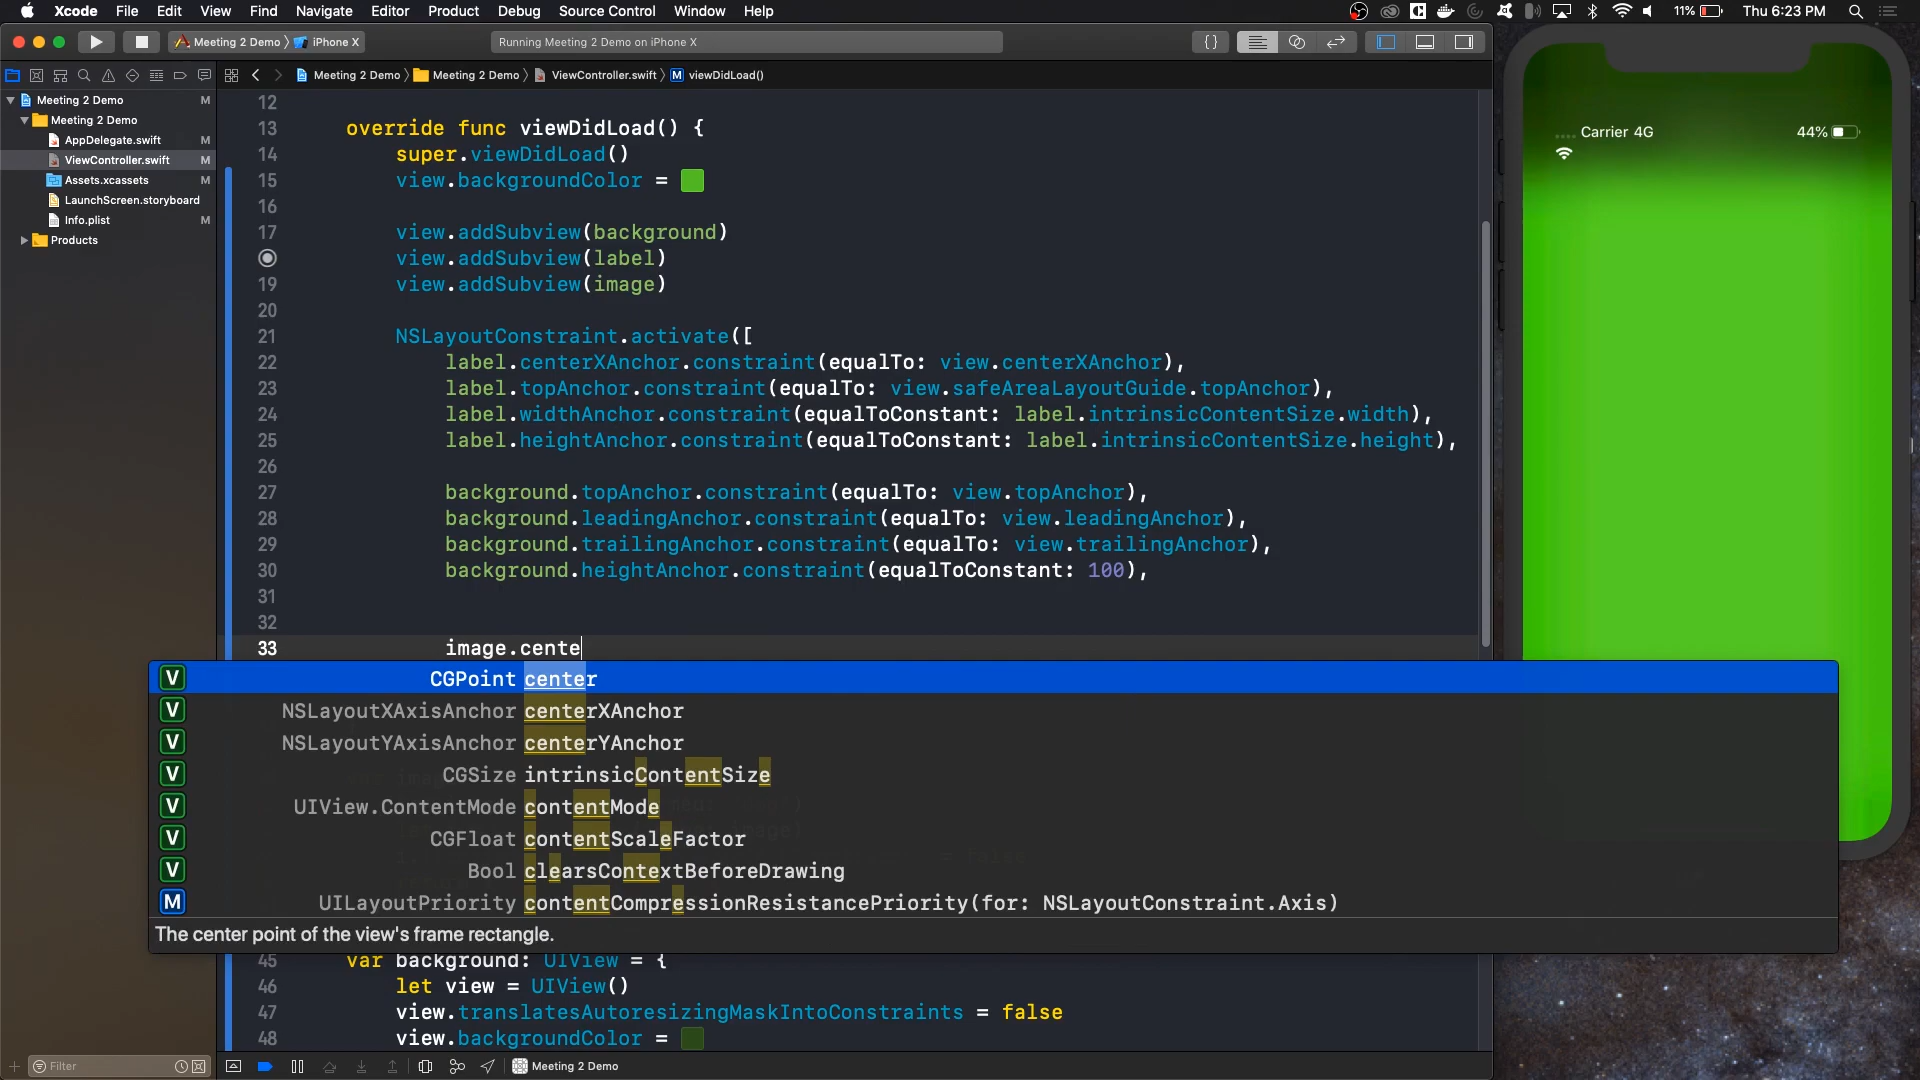 Xcode File Edit View Find Navigate Editor Product Debug Source Control Window Help
11% Thu 6:23 PM
Meeting 2 Demo iPhone X
Running Meeting 2 Demo on iPhone X
Meeting 2 Demo Meeting 2 Demo ViewController.swift M viewDidLoad()
Meeting 2 Demo M
Meeting 2 Demo
AppDelegate.swift M
ViewController.swift M
Assets.xcassets M
LaunchScreen.storyboard
Info.plist M
Products
Carrier 4G 44%
12
13 override func viewDidLoad() {
14 super.viewDidLoad()
15 view.backgroundColor =
16
17 view.addSubview(background)
view.addSubview(label)
19 view.addSubview(image)
20
21 NSLayoutConstraint.activate([
22 label.centerXAnchor.constraint(equalTo: view.centerXAnchor),
23 label.topAnchor.constraint(equalTo: view.safeAreaLayoutGuide.topAnchor),
24 label.widthAnchor.constraint(equalToConstant: label.intrinsicContentSize.width),
25 label.heightAnchor.constraint(equalToConstant: label.intrinsicContentSize.height),
26
27 background.topAnchor.constraint(equalTo: view.topAnchor),
28 background.leadingAnchor.constraint(equalTo: view.leadingAnchor),
29 background.trailingAnchor.constraint(equalTo: view.trailingAnchor),
30 background.heightAnchor.constraint(equalToConstant: 100),
31
32
33 image.cente
V CGPoint center
V NSLayoutXAxisAnchor centerXAnchor
V NSLayoutYAxisAnchor centerYAnchor
V CGSize intrinsicContentSize
V UIView.ContentMode contentMode
V CGFloat contentScaleFactor
V Bool clearsContextBeforeDrawing
M UILayoutPriority contentCompressionResistancePriority(for: NSLayoutConstraint.Axis)
The center point of the view's frame rectangle.
45 var background: UIView = {
46 let view = UIView()
47 view.translatesAutoresizingMaskIntoConstraints = false
48 view.backgroundColor =
Filter
Meeting 2 Demo